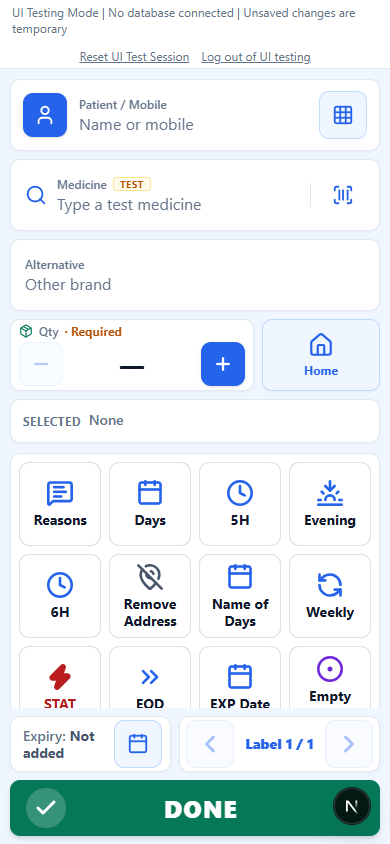 UI Testing Mode | No database connected | Unsaved changes are
temporary
Reset UI Test Session Log out of UI testing
Patient / Mobile
Name or mobile
Medicine TEST
Type a test medicine
Alternative
Other brand
Qty · Required
—
Home
SELECTED None
Reasons Days 5H Evening
6H Remove
Address Name of
Days Weekly
STAT EOD EXP Date Empty
Expiry: Not
added
Label 1 / 1
DONE
N